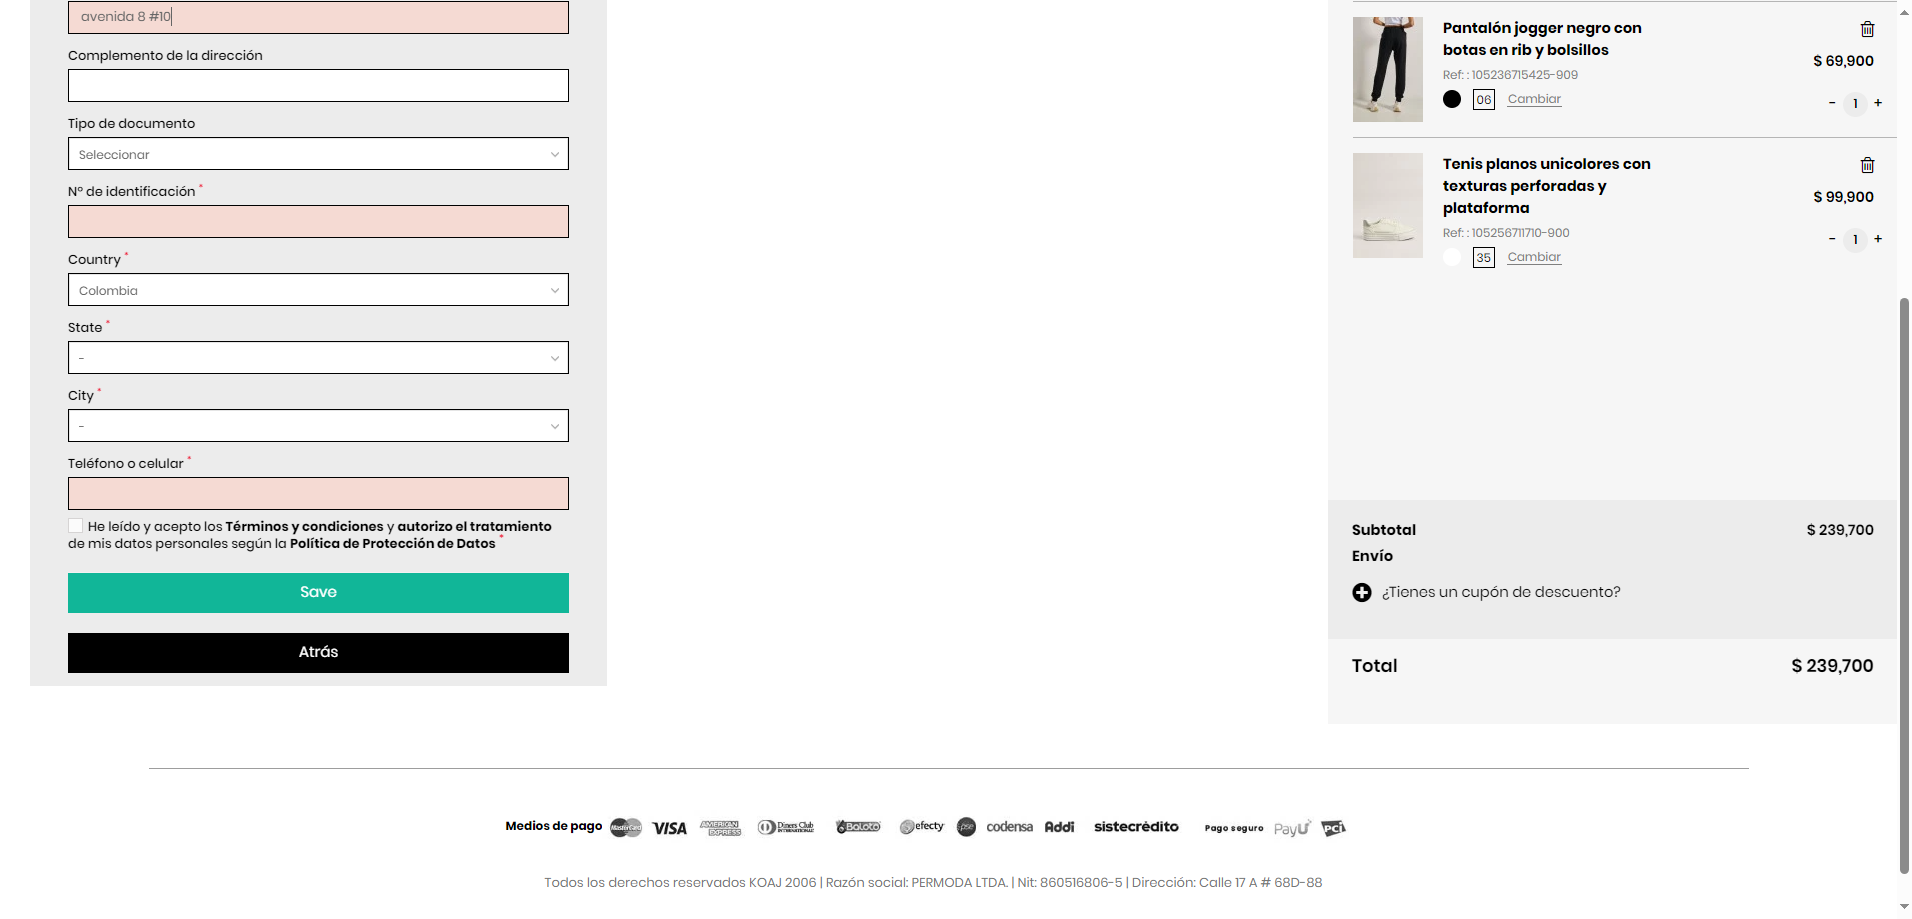 avenida 8 #10
Complemento de la dirección
Tipo de documento
Seleccionar
Nº de identificación *
Country *
Colombia
State *
-
City *
-
Teléfono o celular *
He leído y acepto los Términos y condiciones y autorizo el tratamiento
de mis datos personales según la Política de Protección de Datos *
Save
Atrás
Pantalón jogger negro con
botas en rib y bolsillos
$ 69,900
Ref: : 105236715425-909
06 Cambiar
- 1 +
Tenis planos unicolores con
texturas perforadas y
plataforma
$ 99,900
Ref: : 105256711710-900
35 Cambiar
- 1 +
Subtotal $ 239,700
Envío
¿Tienes un cupón de descuento?
Total $ 239,700
Medios de pago MasterCard VISA AMERICAN EXPRESS Diners Club INTERNATIONAL Baloto efecty pse codensa Addi sistecrédito Pago seguro PayU PCI
Todos los derechos reservados KOAJ 2006 | Razón social: PERMODA LTDA. | Nit: 860516806-5 | Dirección: Calle 17 A # 68D-88